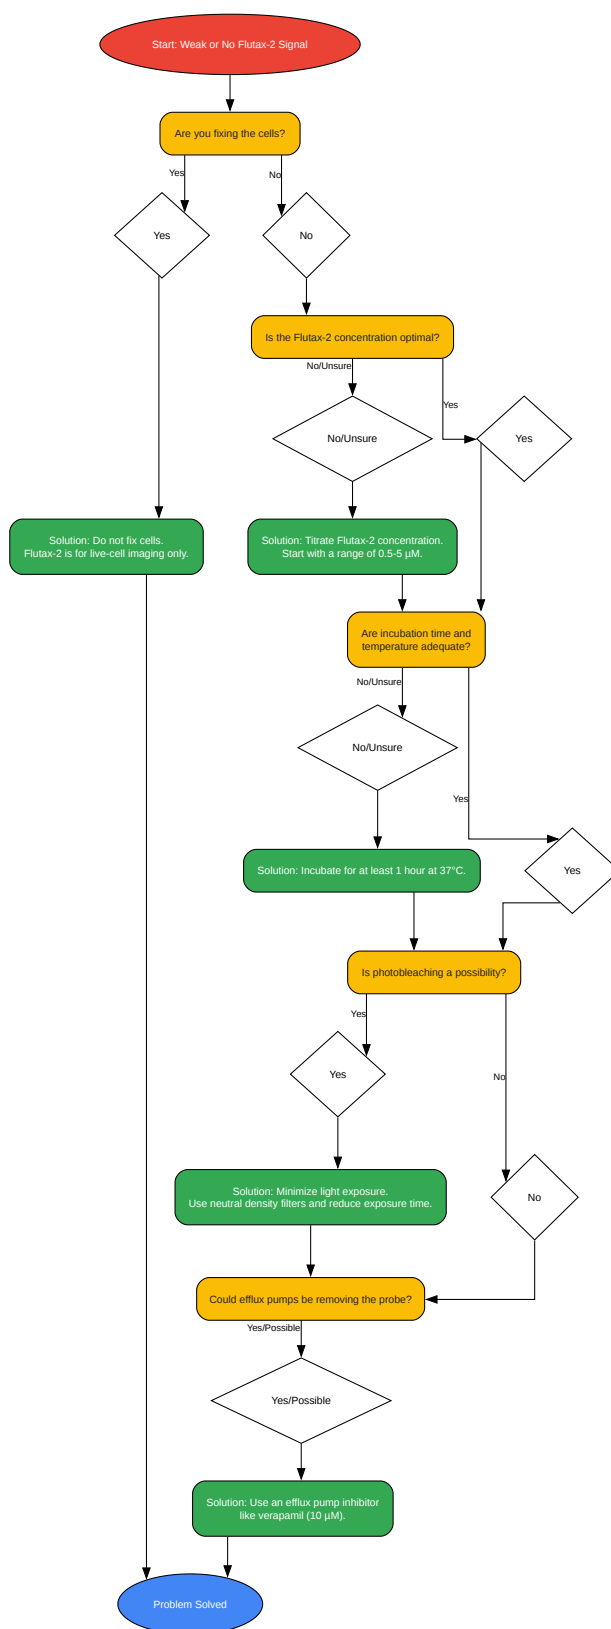 Start: Weak or No Flutax-2 Signal
Are you fixing the cells?
Yes
No
Yes
No
Is the Flutax-2 concentration optimal?
No/Unsure
Yes
No/Unsure
Yes
Solution: Do not fix cells.
Flutax-2 is for live-cell imaging only.
Solution: Titrate Flutax-2 concentration.
Start with a range of 0.5-5 µM.
Are incubation time and
temperature adequate?
No/Unsure
No/Unsure
Yes
Yes
Solution: Incubate for at least 1 hour at 37°C.
Is photobleaching a possibility?
Yes
Yes
No
No
Solution: Minimize light exposure.
Use neutral density filters and reduce exposure time.
Could efflux pumps be removing the probe?
Yes/Possible
Yes/Possible
Solution: Use an efflux pump inhibitor
like verapamil (10 µM).
Problem Solved